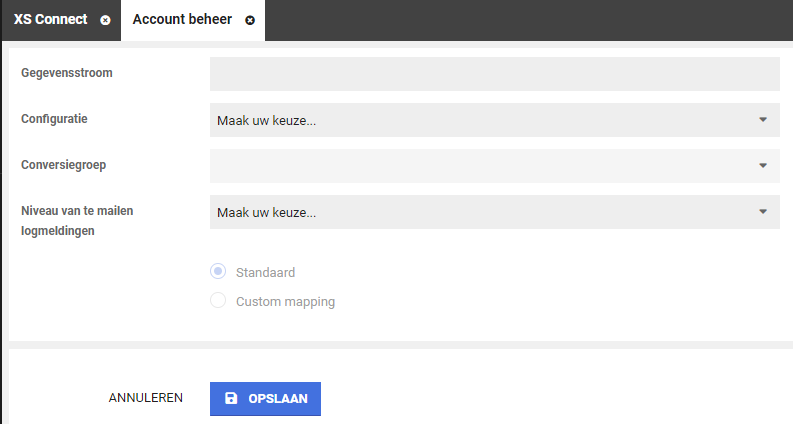 XS Connect
Account beheer
Gegevensstroom
Configuratie
Maak uw keuze...
Conversiegroep
Niveau van te mailen
logmeldingen
Maak uw keuze...
Standaard
Custom mapping
ANNULEREN
OPSLAAN